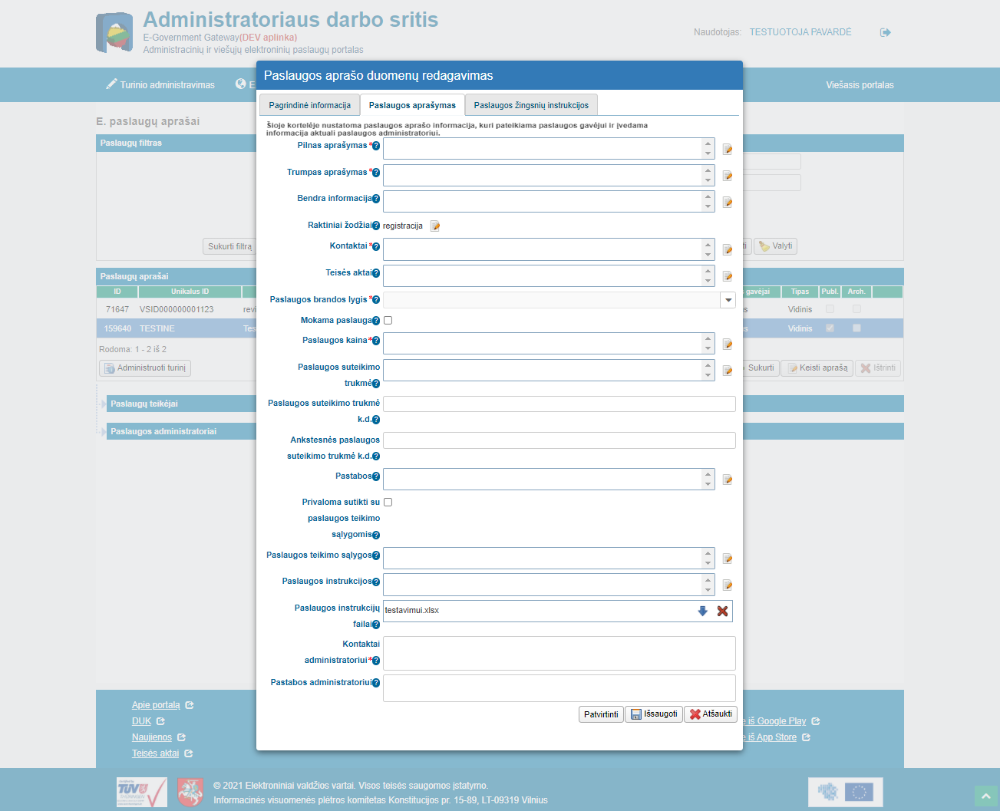 Administratoriaus darbo sritis
E-Government Gateway(DEV aplinka)
Administracinių ir viešųjų elektroninių paslaugų portalas
Naudotojas: TESTUOTOJA PAVARDĖ
Turinio administravimas
E
Viešasis portalas
E. paslaugų aprašai
Paslaugų filtras
Sukurti filtrą
ti
Valyti
Paslaugų aprašai
ID Unikalus ID gavėjai Tipas Publ. Arch.
71647 VSID000000001123 revi s Vidinis
159640 TESTINE Tes s Vidinis
Rodoma: 1 - 2 iš 2
Administruoti turinį
Sukurti
Keisti aprašą
Ištrinti
Paslaugų teikėjai
Paslaugos administratoriai
Paslaugos aprašo duomenų redagavimas
Pagrindinė informacija
Paslaugos aprašymas
Paslaugos žingsnių instrukcijos
Šioje kortelėje nustatoma paslaugos aprašo informacija, kuri pateikiama paslaugos gavėjui ir įvedama
informacija aktuali paslaugos administratoriui.
Pilnas aprašymas *?
Trumpas aprašymas *?
Bendra informacija?
Raktiniai žodžiai? registracija
Kontaktai *?
Teisės aktai?
Paslaugos brandos lygis *?
Mokama paslauga?
Paslaugos kaina*?
Paslaugos suteikimo
trukmė?
Paslaugos suteikimo trukmė
k.d.?
Ankstesnės paslaugos
suteikimo trukmė k.d.?
Pastabos?
Privaloma sutikti su
paslaugos teikimo
sąlygomis?
Paslaugos teikimo sąlygos?
Paslaugos instrukcijos?
Paslaugos instrukcijų
failai?
testavimui.xlsx
Kontaktai
administratoriui*?
Pastabos administratoriui?
Patvirtinti
Išsaugoti
Atšaukti
Apie portalą
DUK
Naujienos
Teisės aktai
e iš Google Play
e iš App Store
TÜV
© 2021 Elektroniniai valdžios vartai. Visos teisės saugomos įstatymo.
Informacinės visuomenės plėtros komitetas Konstitucijos pr. 15-89, LT-09319 Vilnius